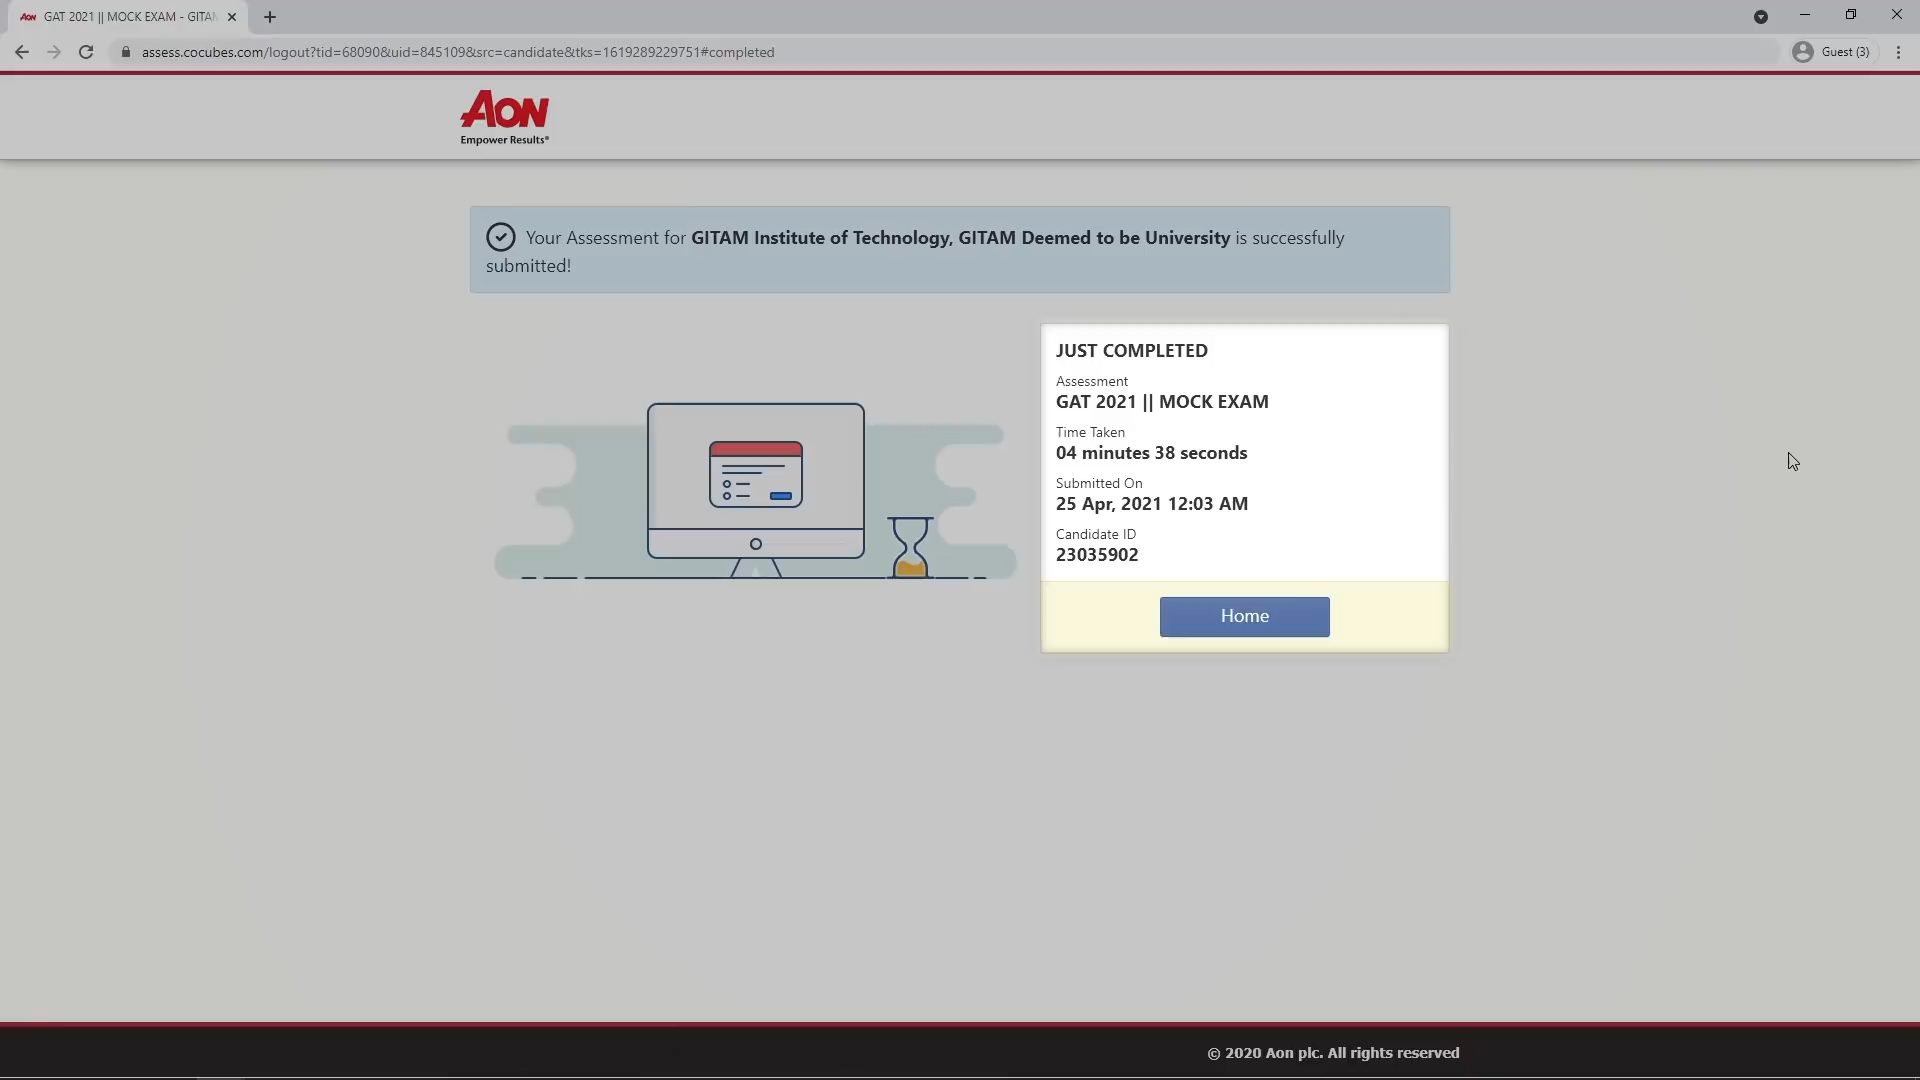 Aon GAT 2021 || MOCK EXAM - GITAM
assess.cocubes.com/logout?tid=68090&uid=845109&src=candidate&tks=1619289229751#completed
Guest (3)
AON
Empower Results®
Your Assessment for GITAM Institute of Technology, GITAM Deemed to be University is successfully
submitted!
JUST COMPLETED
Assessment
GAT 2021 || MOCK EXAM
Time Taken
04 minutes 38 seconds
Submitted On
25 Apr, 2021 12:03 AM
Candidate ID
23035902
Home
© 2020 Aon plc. All rights reserved